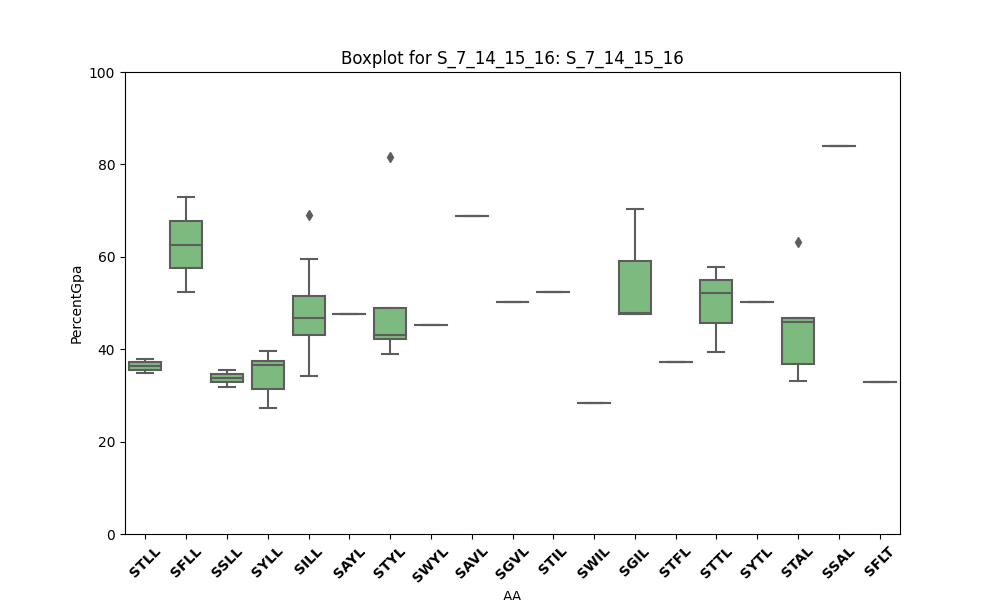 Boxplot for S_7_14_15_16: S_7_14_15_16
PercentGpa
100
80
60
40
20
0
STLL SFLL SSLL SYLL SILL SAYL STYL SWYL SAVL SGVL STIL SWIL SGIL STFL STTL SYTL STAL SSAL SFLT
AA